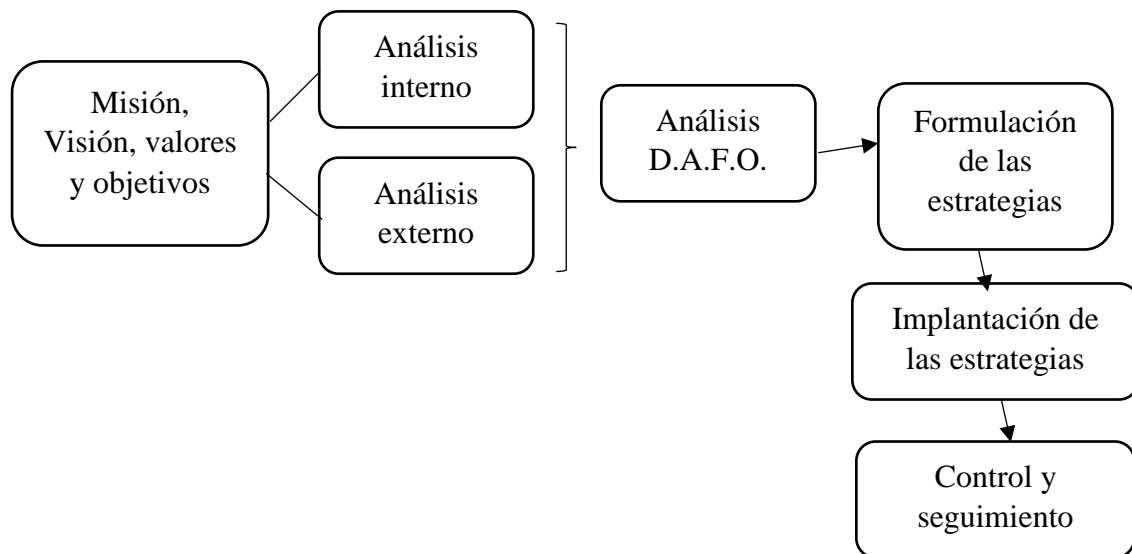 Misión,
Visión, valores
y objetivos
Análisis
interno
Análisis
externo
Análisis
D.A.F.O.
Formulación
de las
estrategias
Implantación de
las estrategias
Control y
seguimiento